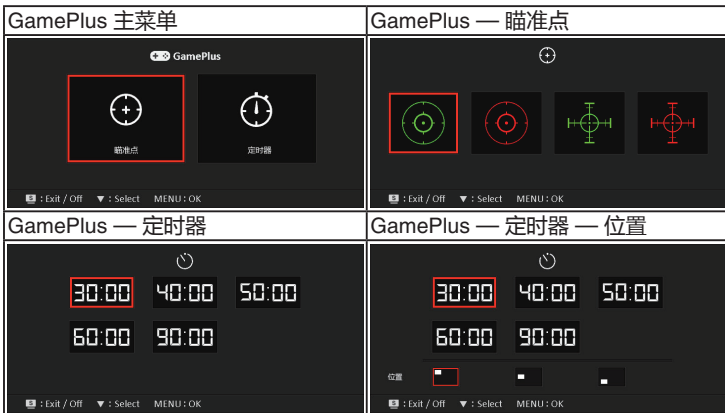 GamePlus 主菜单
GamePlus — 瞄准点
GamePlus
瞄准点
定时器
S : Exit / Off ▼ : Select MENU : OK
S : Exit / Off ▼ : Select MENU : OK
GamePlus — 定时器
GamePlus — 定时器 — 位置
30:00 40:00 50:00
60:00 90:00
S : Exit / Off ▼ : Select MENU : OK
30:00 40:00 50:00
60:00 90:00
位置
S : Exit / Off ▼ : Select MENU : OK